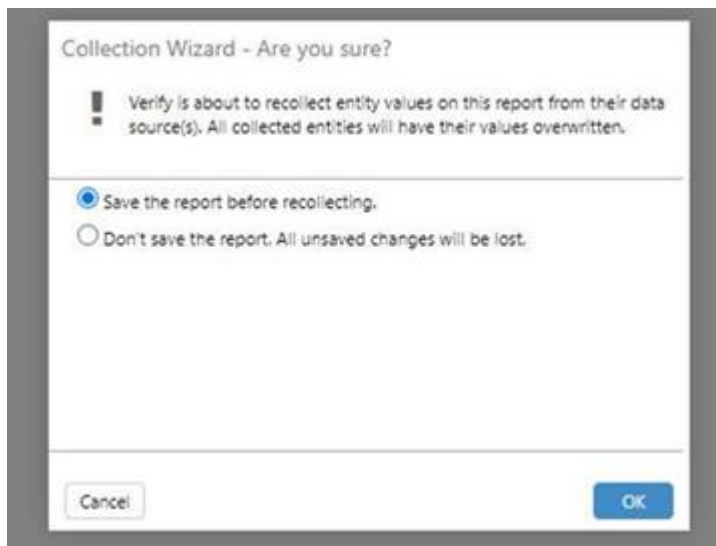 Collection Wizard - Are you sure?
Verify is about to recollect entity values on this report from their data
source(s). All collected entities will have their values overwritten.
Save the report before recollecting.
Don't save the report. All unsaved changes will be lost.
Cancel
OK